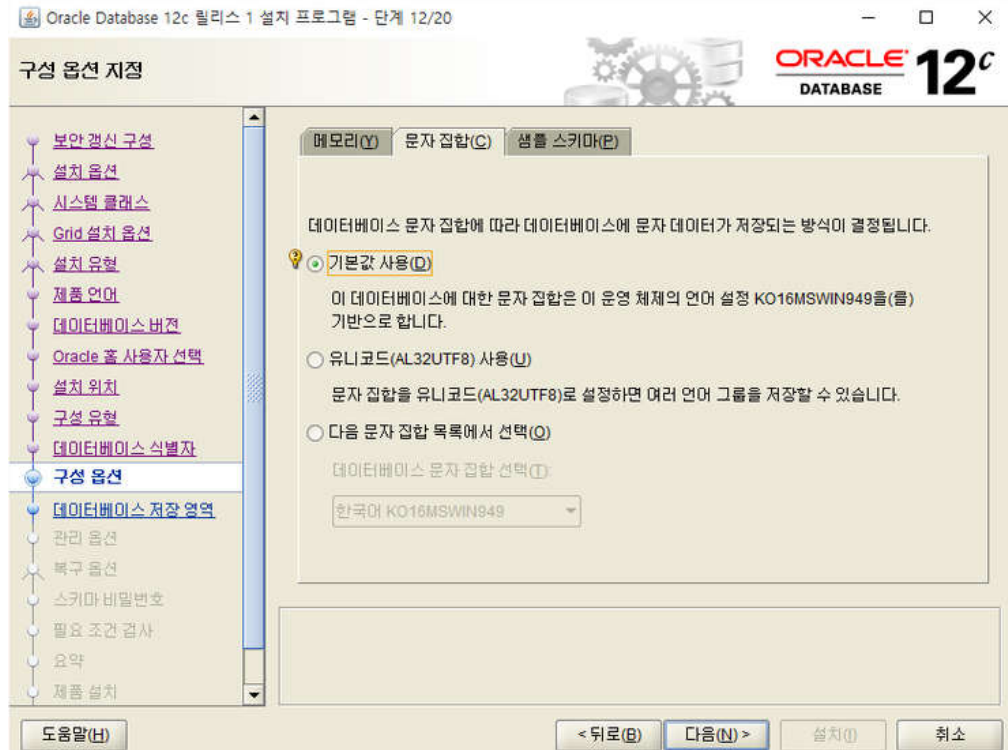 Oracle Database 12c 릴리스 1 설치 프로그램 - 단계 12/20
구성 옵션 지정
ORACLE
DATABASE
12c
보안 갱신 구성
설치 옵션
시스템 클래스
Grid 설치 옵션
설치 유형
제품 언어
데이터베이스 버전
Oracle 홈 사용자 선택
설치 위치
구성 유형
데이터베이스 식별자
구성 옵션
데이터베이스 저장 영역
관리 옵션
복구 옵션
스키마 비밀번호
필요 조건 검사
요약
제품 설치
메모리(Y) 문자 집합(C) 샘플 스키마(P)
데이터베이스 문자 집합에 따라 데이터베이스에 문자 데이터가 저장되는 방식이 결정됩니다.
기본값 사용(D)
이 데이터베이스에 대한 문자 집합은 이 운영 체제의 언어 설정 KO16MSWIN949을(를)
기반으로 합니다.
유니코드(AL32UTF8) 사용(U)
문자 집합을 유니코드(AL32UTF8)로 설정하면 여러 언어 그룹을 저장할 수 있습니다.
다음 문자 집합 목록에서 선택(O)
데이터베이스 문자 집합 선택(T):
한국어 KO16MSWIN949
도움말(H) < 뒤로(B) 다음(N) > 설치(I) 취소